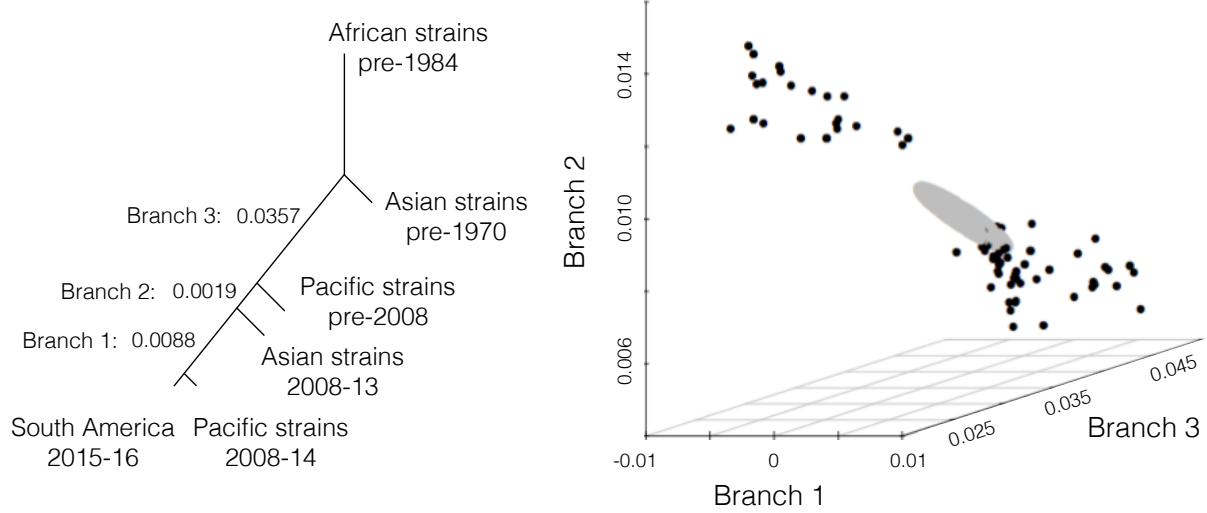 African strains
pre-1984
Asian strains
pre-1970
Branch 3: 0.0357
Branch 2: 0.0019
Pacific strains
pre-2008
Branch 1: 0.0088
Asian strains
2008-13
South America
2015-16
Pacific strains
2008-14
Branch 2
0.014
0.010
0.006
-0.01
0
0.01
Branch 1
0.025
0.035
0.045
Branch 3